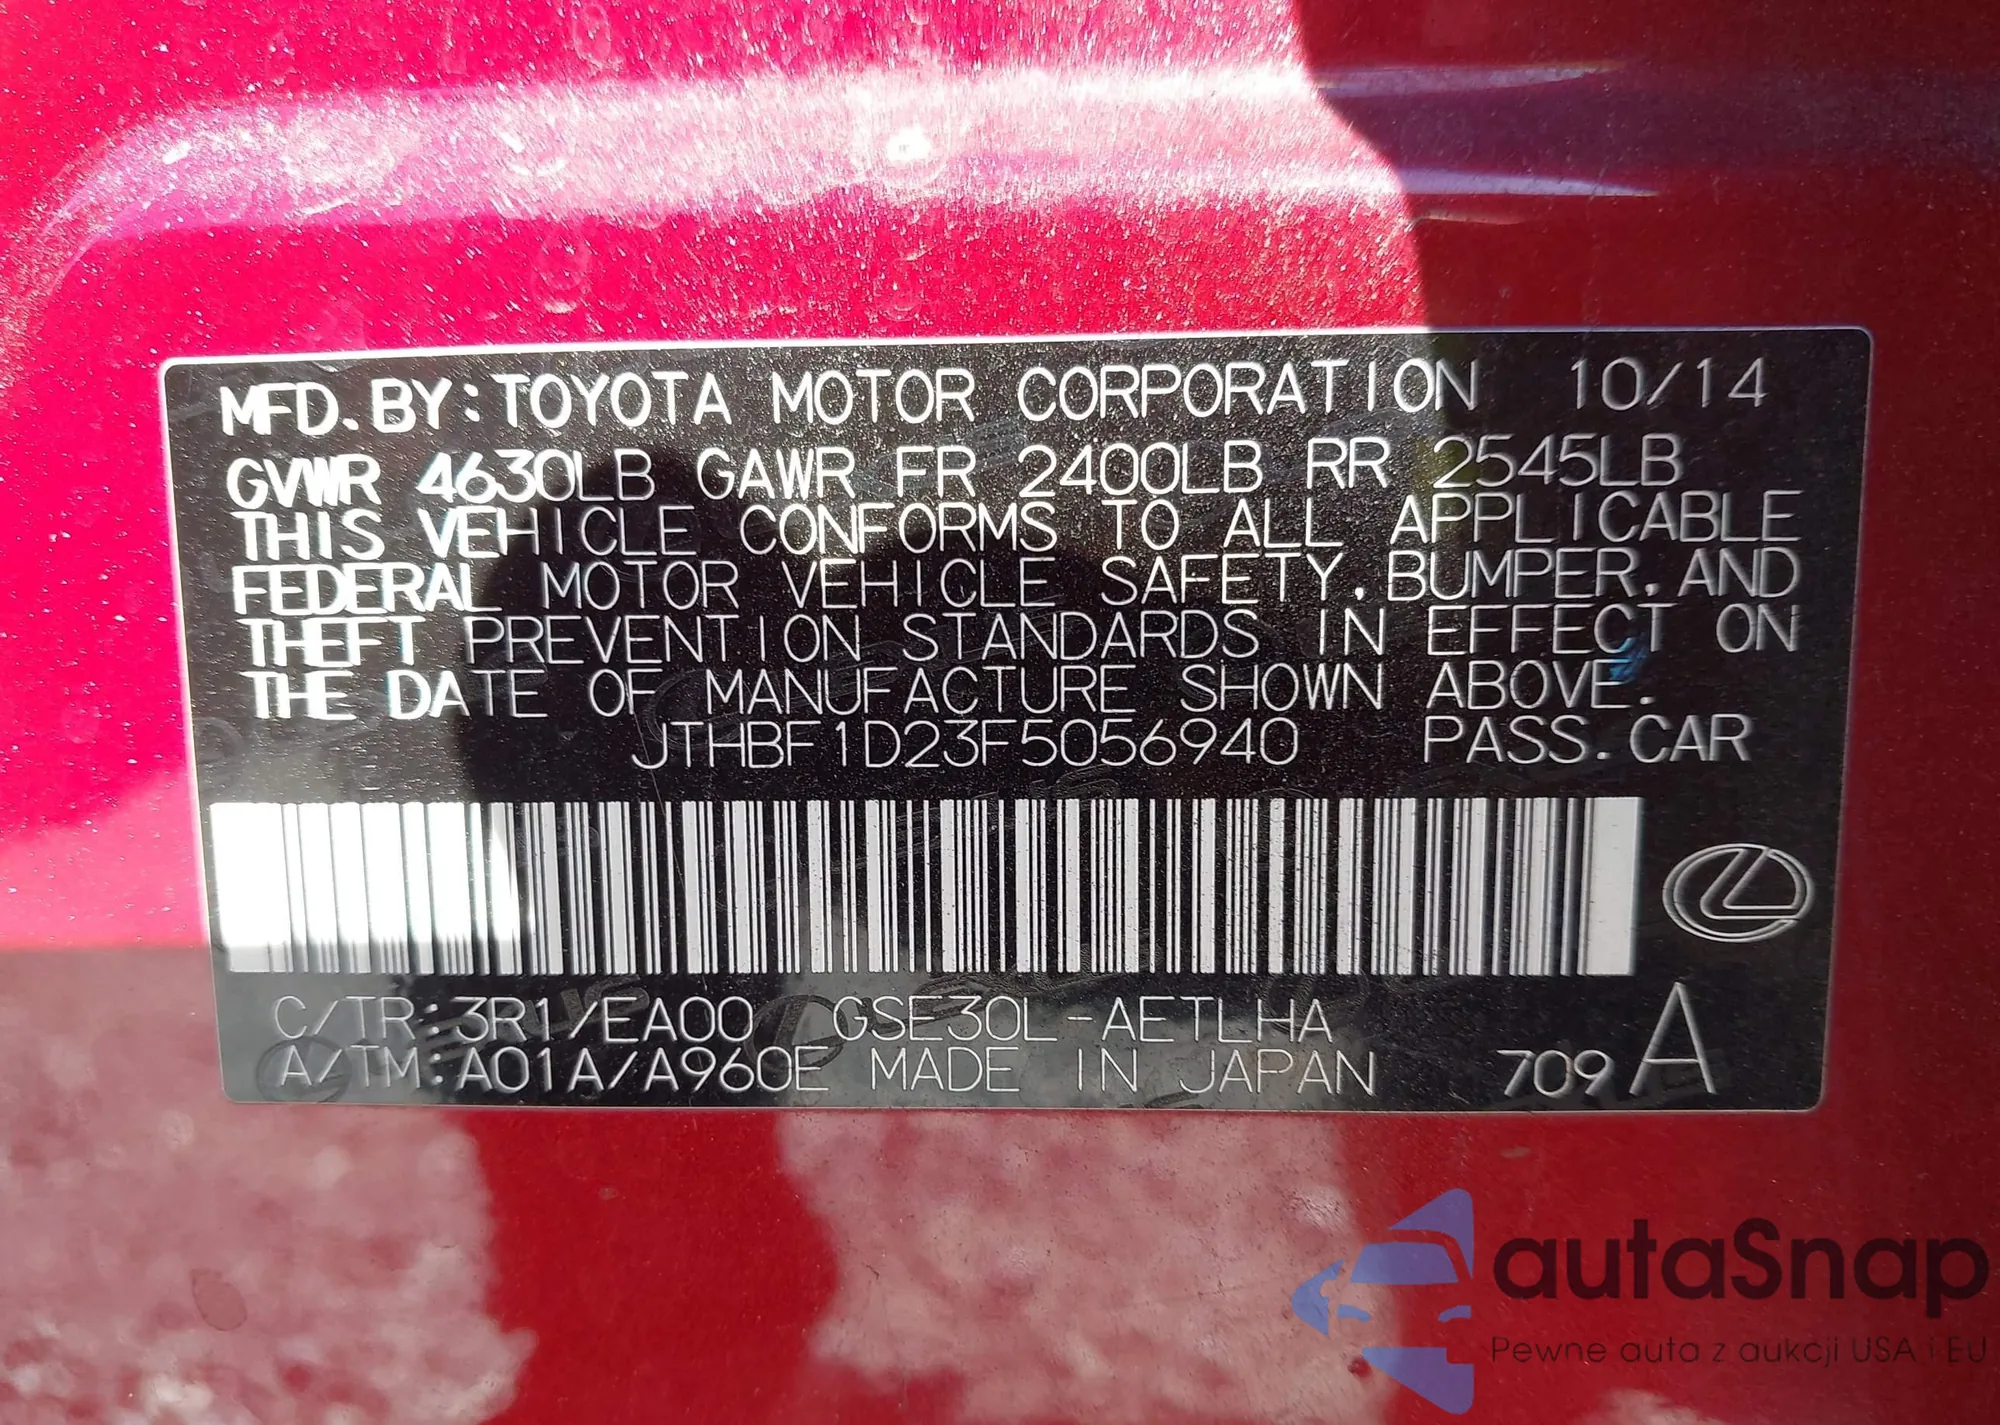 MFD. BY: TOYOTA MOTOR CORPORATION 10/14
GVWR 4630LB GAWR FR 2400LB RR 2545LB
THIS VEHICLE CONFORMS TO ALL APPLICABLE
FEDERAL MOTOR VEHICLE SAFETY, BUMPER, AND
THEFT PREVENTION STANDARDS IN EFFECT ON
THE DATE OF MANUFACTURE SHOWN ABOVE.
JTHBF1D23F5056940 PASS. CAR
C/TR: 3R1/EA00 GSE30L-AETLHA
A/TM: A01A/A960E MADE IN JAPAN 709 A
autaSnap
Pewne auta z aukcji USA i EU